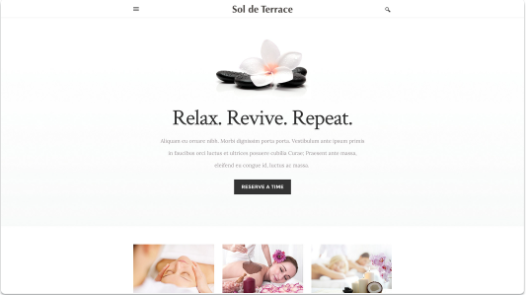 Sol de Terrace
Relax. Revive. Repeat.
Aliquam eu ornare nibh. Morbi dignissim porta porta. Vestibulum ante ipsum primis
in faucibus orci luctus et ultrices posuere cubilia Curae; Praesent ante massa,
eleifend eu congue id, luctus ac massa.
RESERVE A TIME